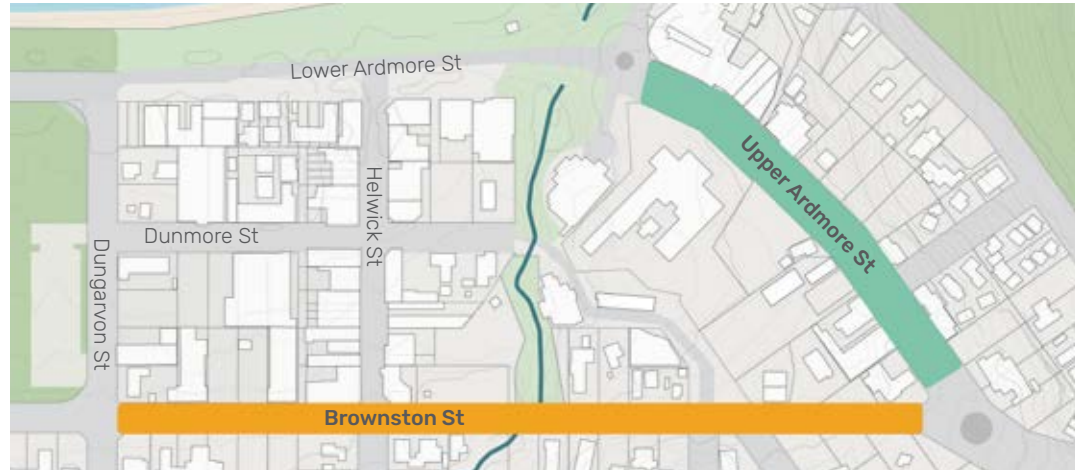 Lower Ardmore St
Upper Ardmore St
Helwick St
Dunmore St
Dungarvon St
Brownston St